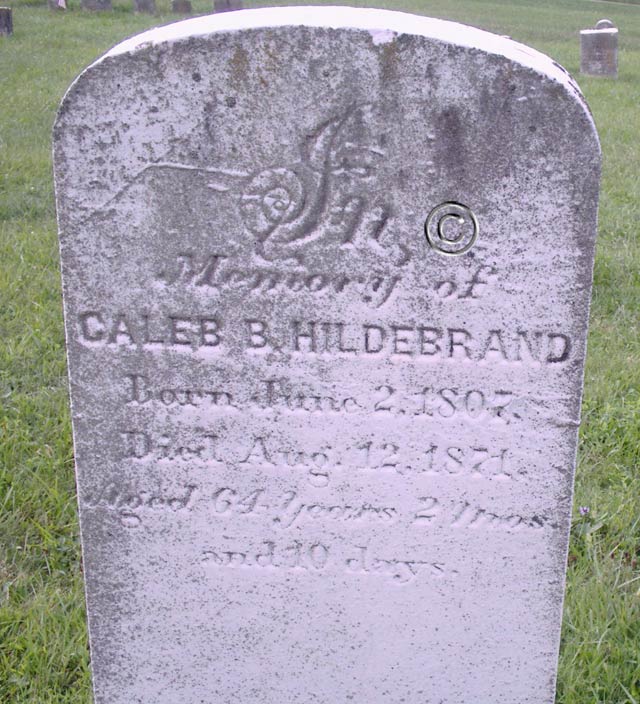 In
©
Memory of
CALEB B. HILDEBRAND
Born June 2, 1807.
Died Aug. 12, 1871.
Aged 64 years 2 mos.
and 10 days.